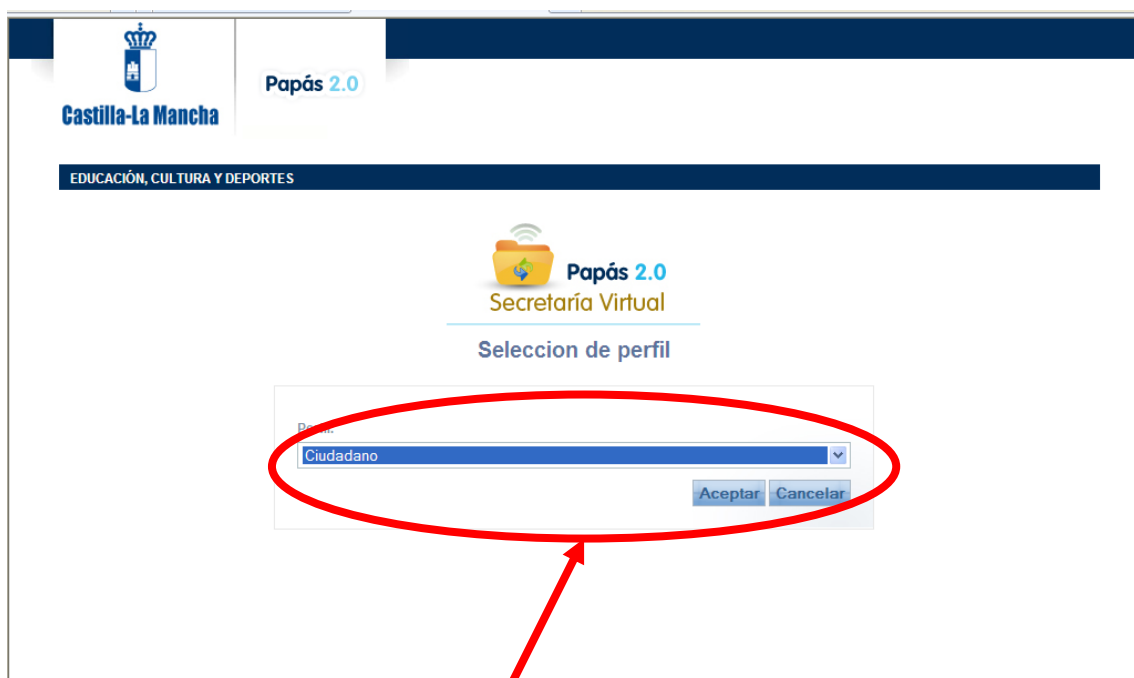 Papás 2.0
Castilla-La Mancha
EDUCACIÓN, CULTURA Y DEPORTES
Papás 2.0
Secretaría Virtual
Seleccion de perfil
Ciudadano
Aceptar Cancelar